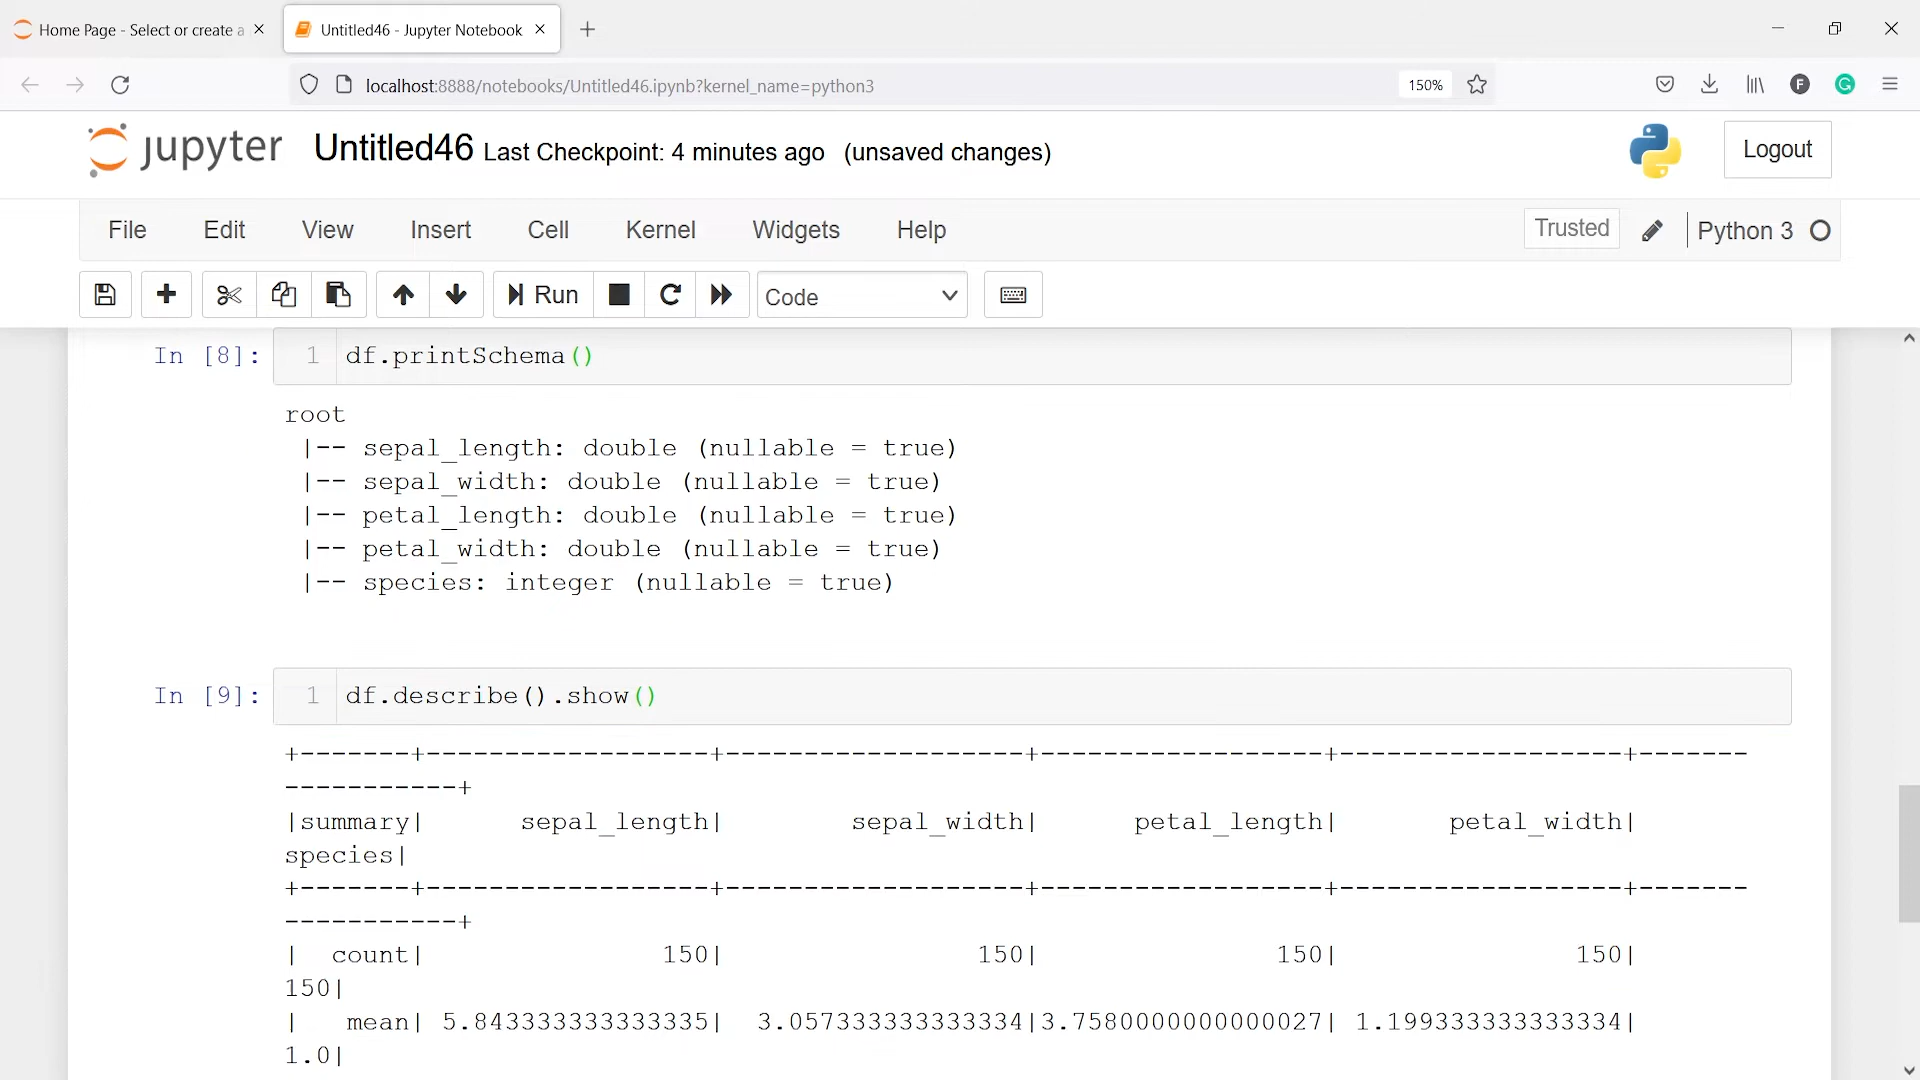 Home Page - Select or create a
Untitled46 - Jupyter Notebook
localhost:8888/notebooks/Untitled46.ipynb?kernel_name=python3
150%
F
G
jupyter Untitled46 Last Checkpoint: 4 minutes ago (unsaved changes)
Logout
File Edit View Insert Cell Kernel Widgets Help
Trusted
Python 3
Run
Code
In [8]: 1 df.printSchema()
root
 |-- sepal_length: double (nullable = true)
 |-- sepal_width: double (nullable = true)
 |-- petal_length: double (nullable = true)
 |-- petal_width: double (nullable = true)
 |-- species: integer (nullable = true)
In [9]: 1 df.describe().show()
+-------+------------------+-------------------+------------------+------------------+-------
-----------+
|summary|      sepal_length|        sepal_width|      petal_length|       petal_width|
species|
+-------+------------------+-------------------+------------------+------------------+-------
-----------+
|  count|               150|                150|               150|               150|
150|
|   mean| 5.843333333333335|  3.057333333333334|3.7580000000000027| 1.199333333333334|
1.0|